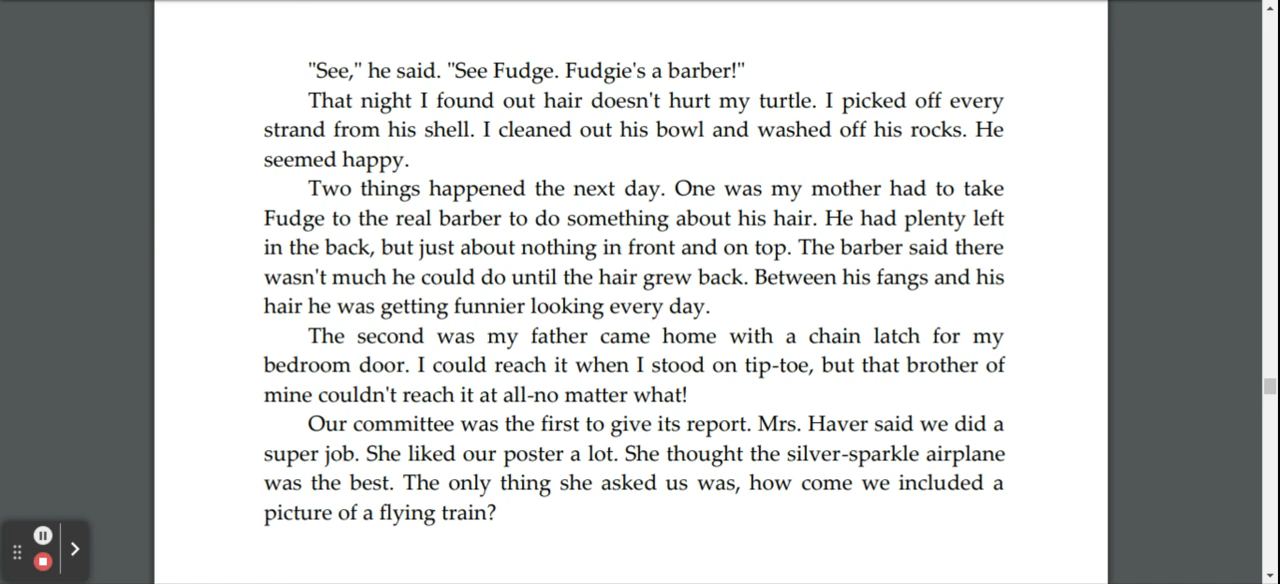 "See," he said. "See Fudge. Fudgie's a barber!"
That night I found out hair doesn't hurt my turtle. I picked off every
strand from his shell. I cleaned out his bowl and washed off his rocks. He
seemed happy.
Two things happened the next day. One was my mother had to take
Fudge to the real barber to do something about his hair. He had plenty left
in the back, but just about nothing in front and on top. The barber said there
wasn't much he could do until the hair grew back. Between his fangs and his
hair he was getting funnier looking every day.
The second was my father came home with a chain latch for my
bedroom door. I could reach it when I stood on tip-toe, but that brother of
mine couldn't reach it at all-no matter what!
Our committee was the first to give its report. Mrs. Haver said we did a
super job. She liked our poster a lot. She thought the silver-sparkle airplane
was the best. The only thing she asked us was, how come we included a
picture of a flying train?